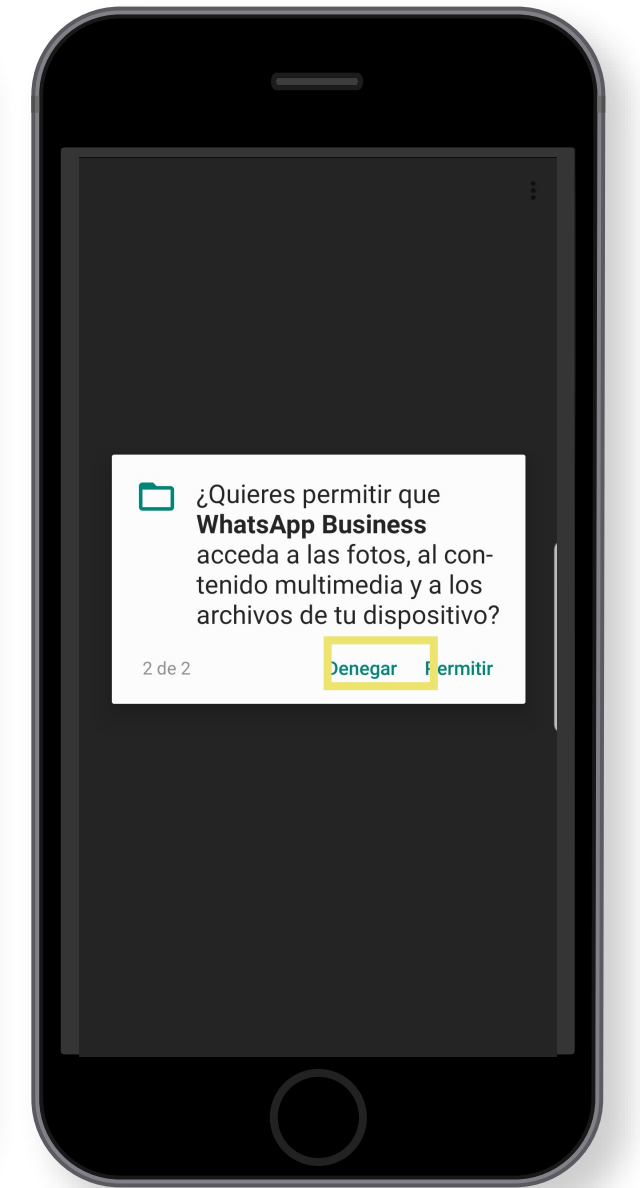 ¿Quieres permitir que
WhatsApp Business
acceda a las fotos, al con-
tenido multimedia y a los
archivos de tu dispositivo?
2 de 2
Denegar
Permitir